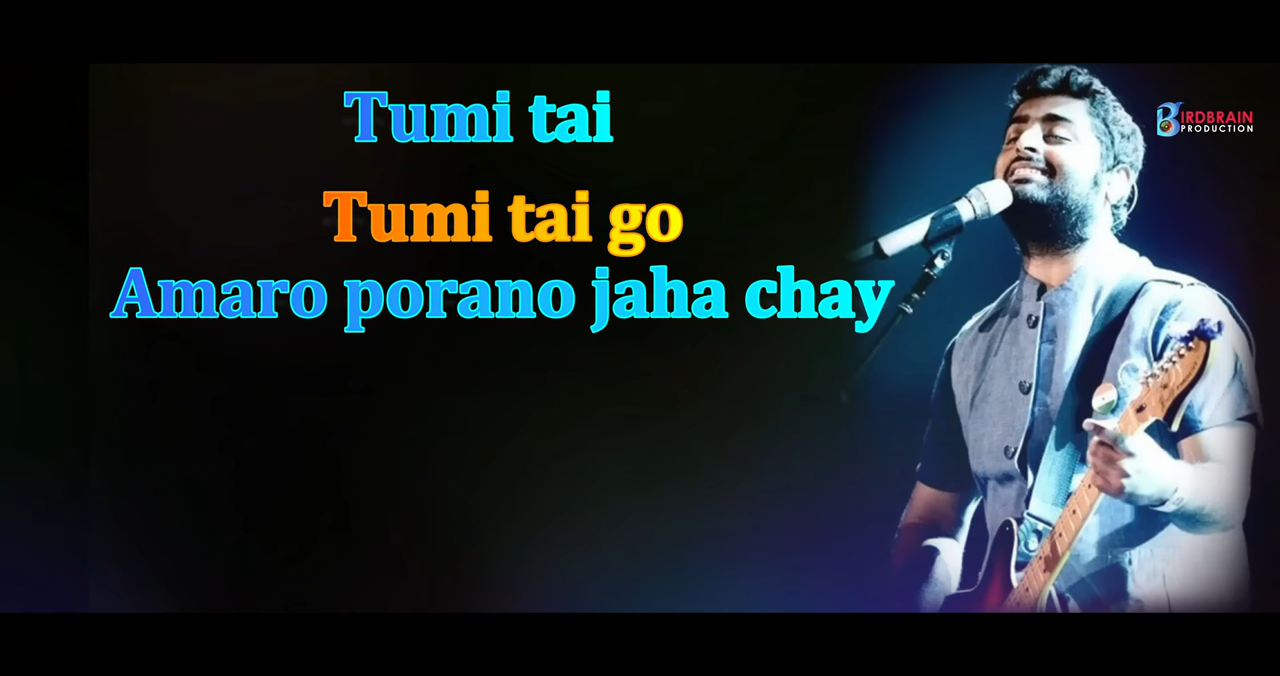 Tumi tai
BIRDBRAIN
PRODUCTION
Tumi tai go
Amaro porano jaha chay